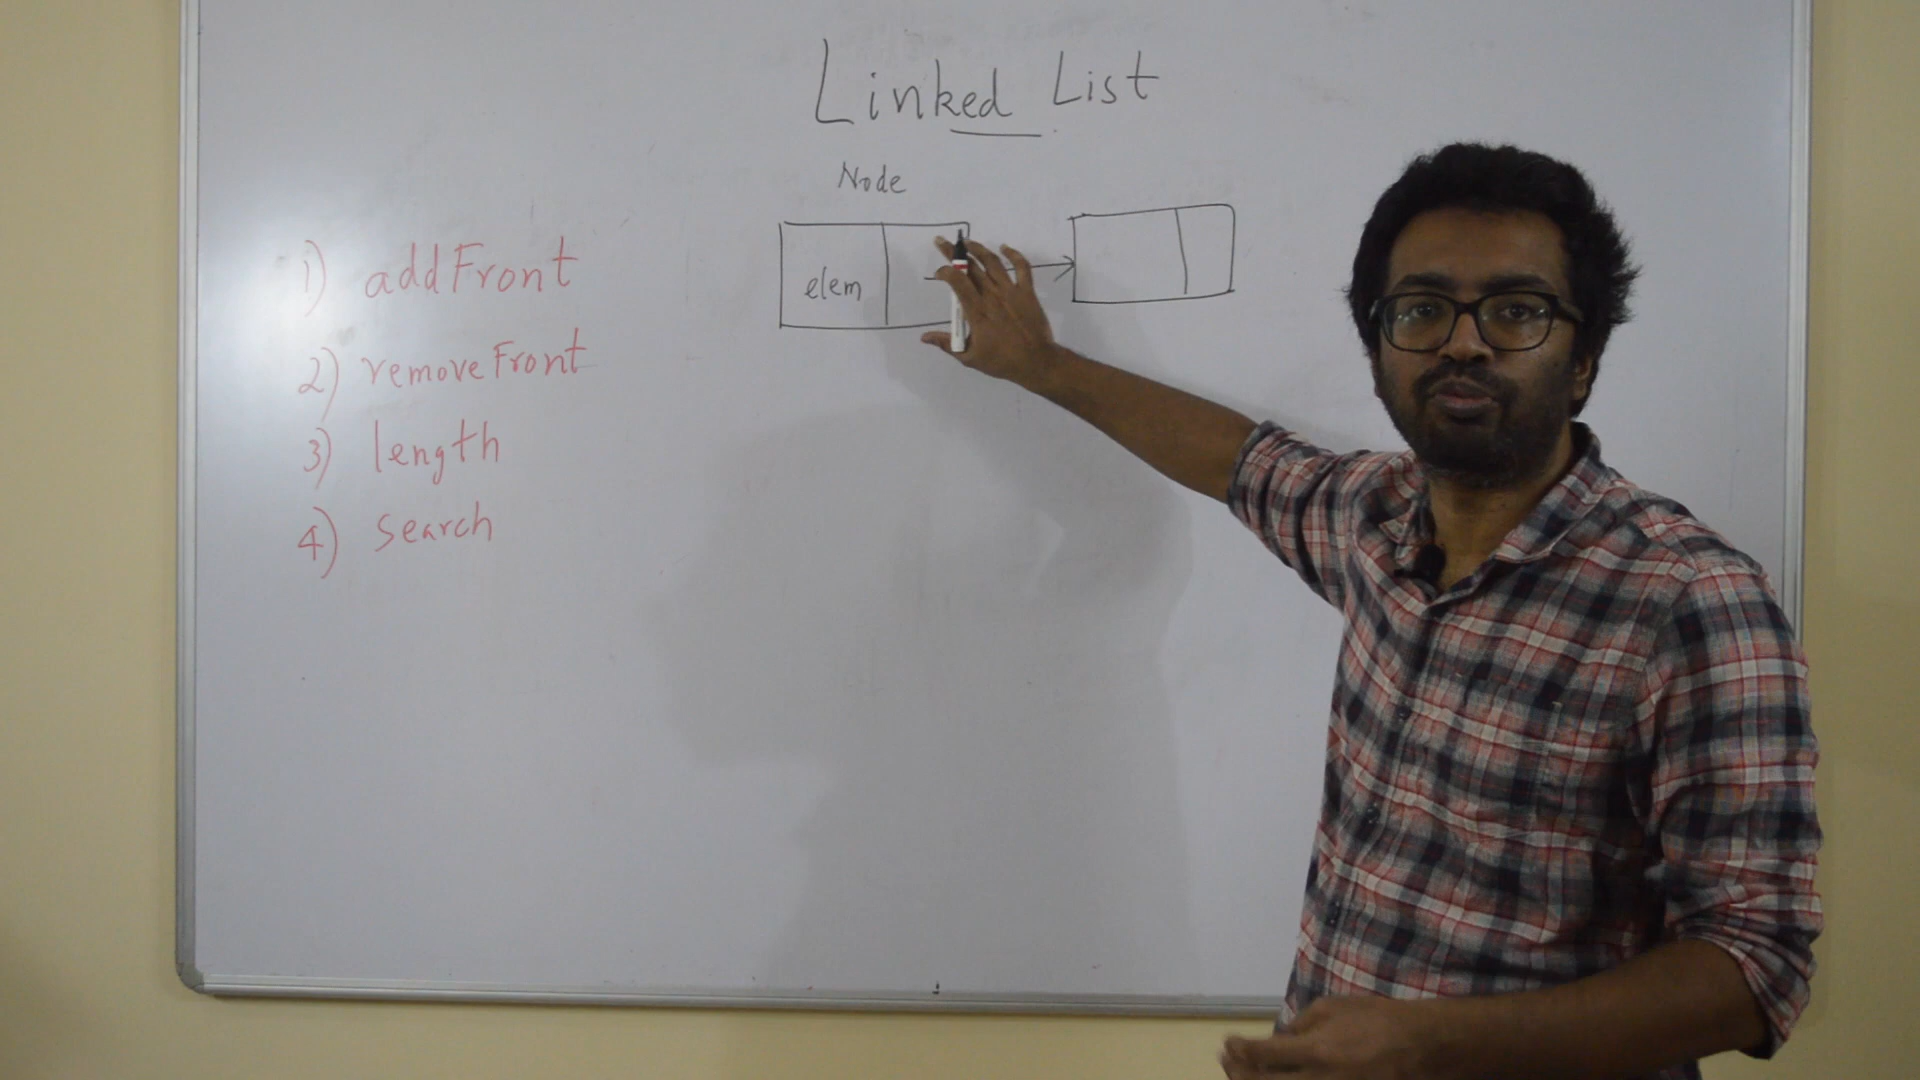 Linked List
Node
elem
1) addFront
2) removeFront
3) length
4) search